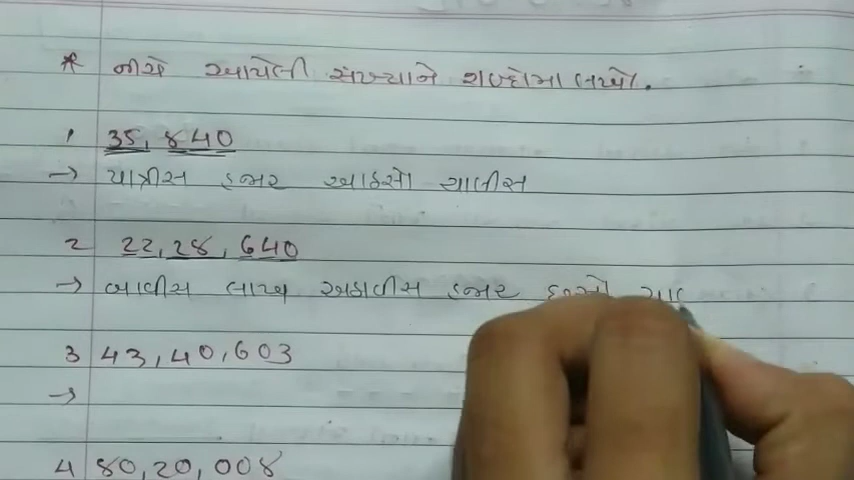 * નીચે આપેલી સંખ્યાને શબ્દોમા લખો.
1 35,840
→ પાત્રીસ હજાર આઠસો ચાલીસ
2 22,28,640
→ બાવીસ લાખ અઠાવીસ હજાર છસ્સો
3 43,40,603
→
4 80,20,008